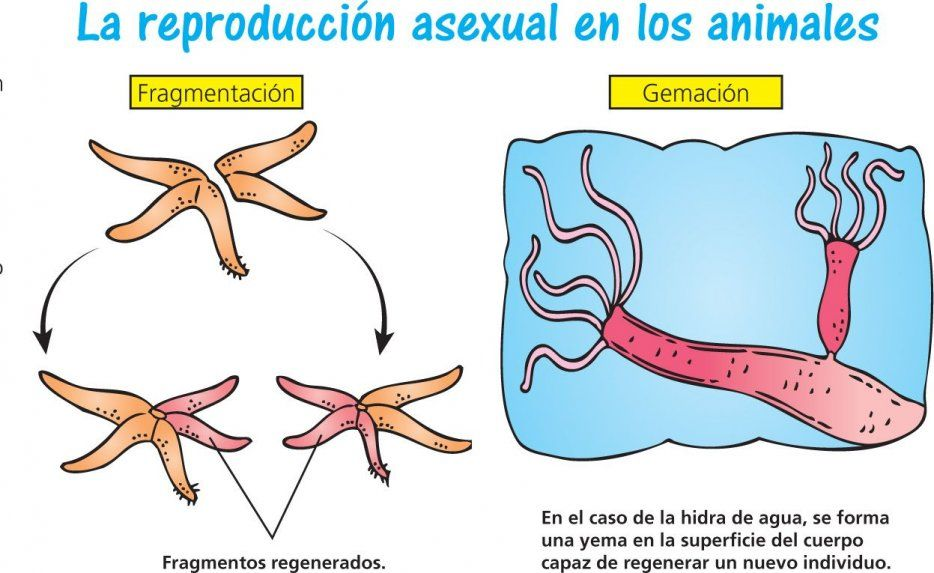 La reproducción asexual en los animales
Fragmentación
Gemación
Fragmentos regenerados.
En el caso de la hidra de agua, se forma
una yema en la superficie del cuerpo
capaz de regenerar un nuevo individuo.